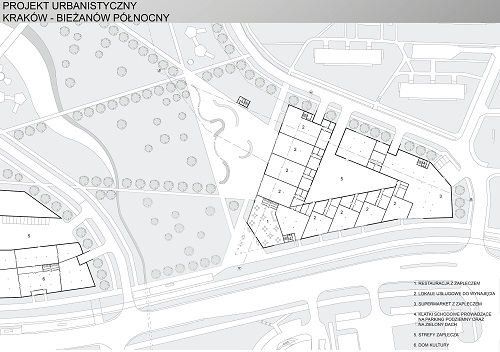 PROJEKT URBANISTYCZNY
KRAKÓW - BIEŻANÓW PÓŁNOCNY
1. RESTAURACJA Z ZAPLECZEM
2. LOKALE USŁUGOWE DO WYNAJĘCIA
3. SUPERMARKET Z ZAPLECZEM
4. KLATKI SCHODOWE PROWADZĄCE
NA PARKING PODZIEMNY ORAZ
NA ZIELONY DACH
5. STREFY ZAPLECZA
6. DOM KULTURY